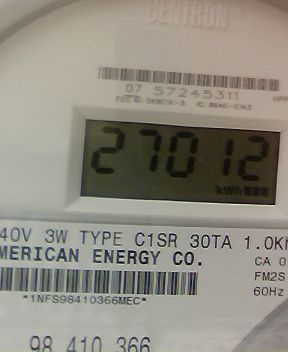 CENTRON
07 57245311
27012
kWh
40V 3W TYPE C1SR 30TA 1.0Kh
MERICAN ENERGY CO.
CA 0
FM2S
60Hz
*1NFS98410366MEC*
98 410 366